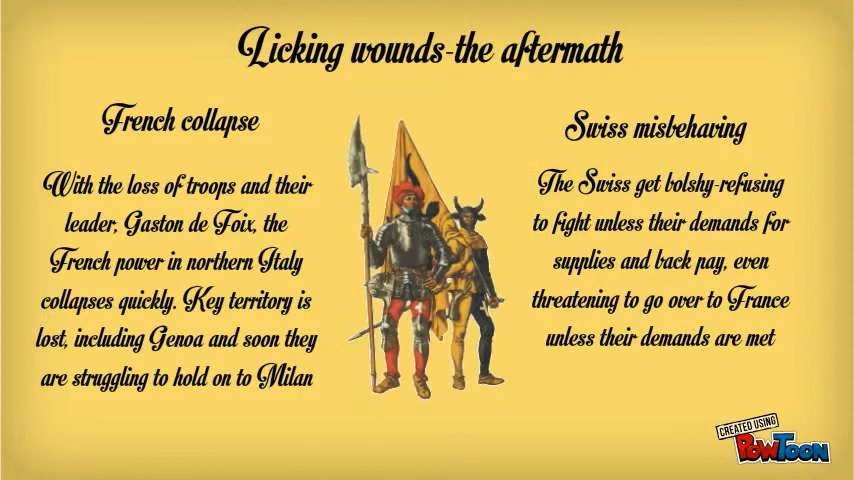 Licking wounds-the aftermath
French collapse
With the loss of troops and their
leader, Gaston de Foix, the
French power in northern Italy
collapses quickly. Key territory is
lost, including Genoa and soon they
are struggling to hold on to Milan
Swiss misbehaving
The Swiss get bolshy-refusing
to fight unless their demands for
supplies and back pay, even
threatening to go over to France
unless their demands are met
CREATED USING
PowToon